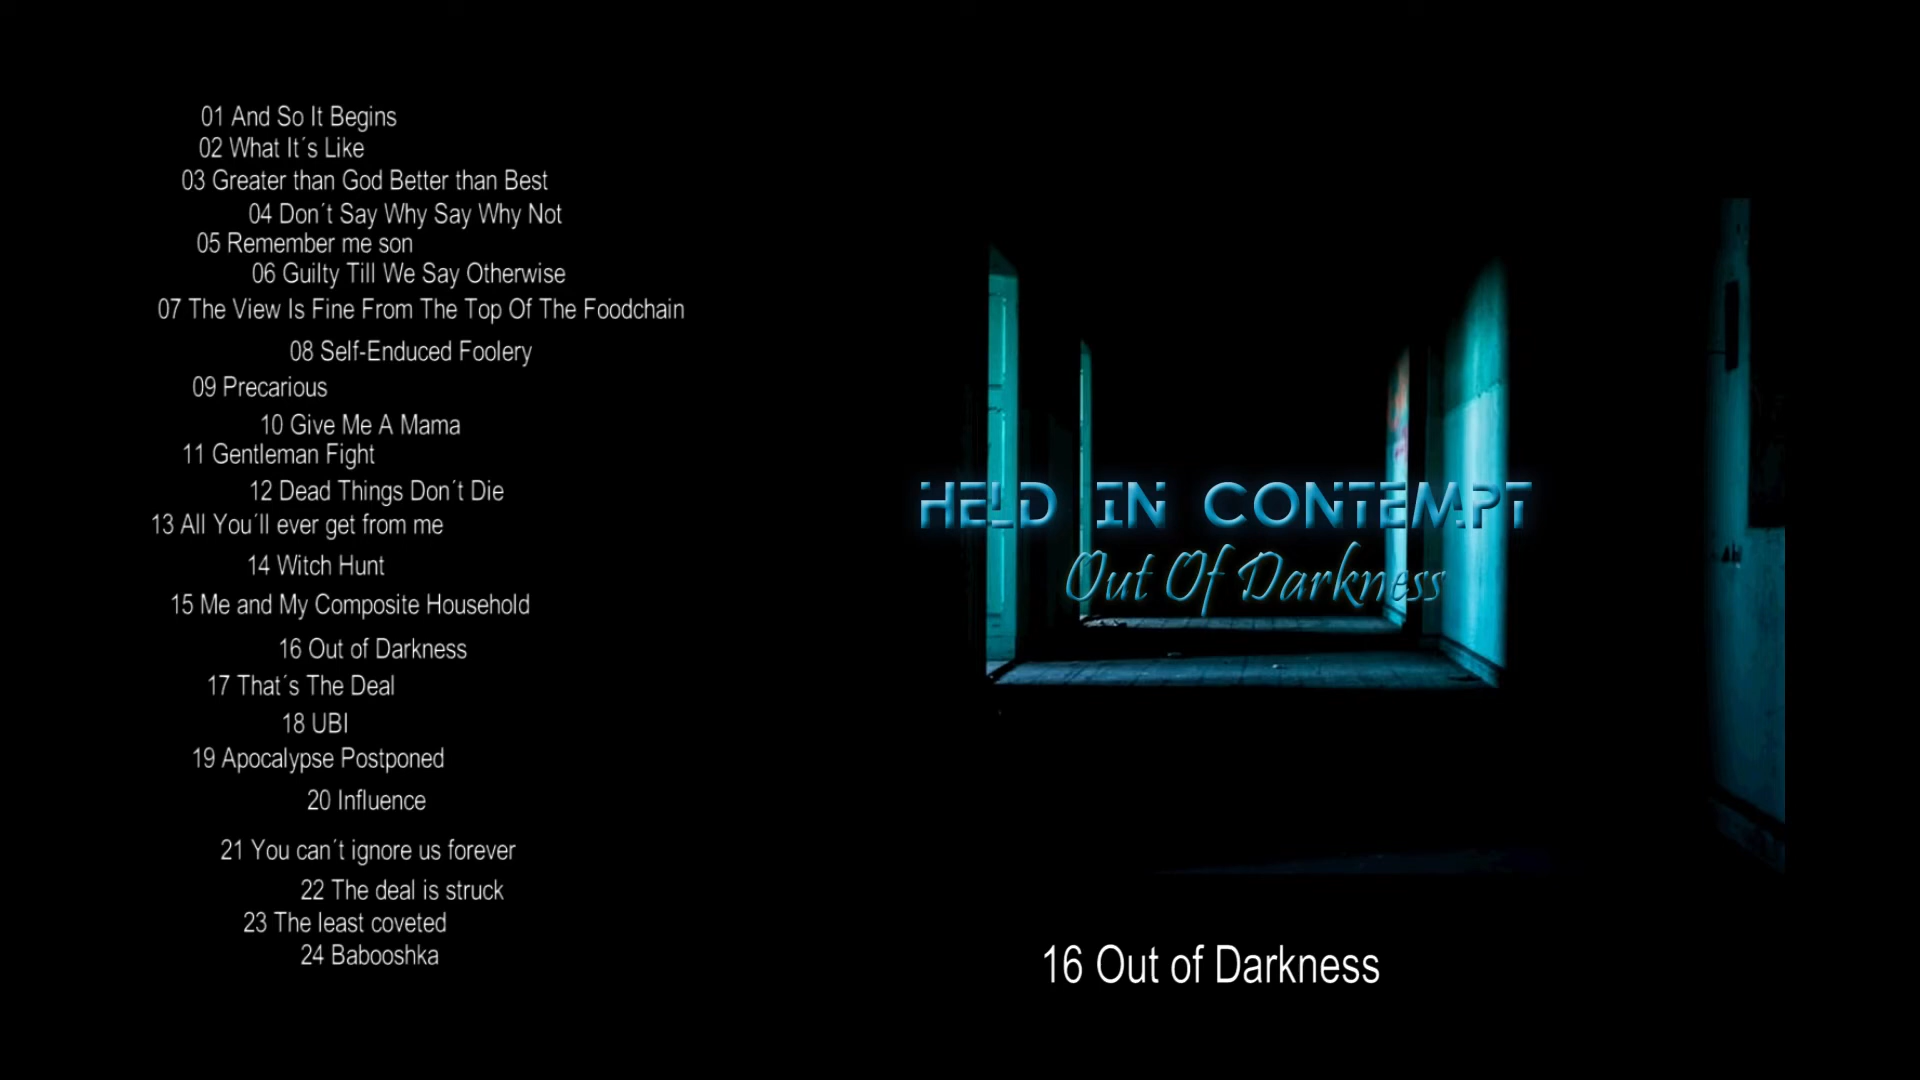 01 And So It Begins
02 What It´s Like
03 Greater than God Better than Best
04 Don´t Say Why Say Why Not
05 Remember me son
06 Guilty Till We Say Otherwise
07 The View Is Fine From The Top Of The Foodchain
08 Self-Enduced Foolery
09 Precarious
10 Give Me A Mama
11 Gentleman Fight
12 Dead Things Don´t Die
13 All You´ll ever get from me
14 Witch Hunt
15 Me and My Composite Household
16 Out of Darkness
17 That´s The Deal
18 UBI
19 Apocalypse Postponed
20 Influence
21 You can´t ignore us forever
22 The deal is struck
23 The least coveted
24 Babooshka
HELD IN CONTEMPT
Out Of Darkness
16 Out of Darkness